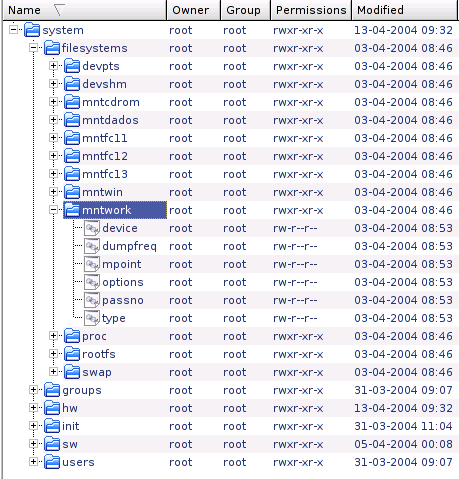 Name Owner Group Permissions Modified
system root root rwxr-xr-x 13-04-2004 09:32
filesystems root root rwxr-xr-x 03-04-2004 08:46
devpts root root rwxr-xr-x 03-04-2004 08:46
devshm root root rwxr-xr-x 03-04-2004 08:46
mntcdrom root root rwxr-xr-x 03-04-2004 08:46
mntdados root root rwxr-xr-x 03-04-2004 08:46
mntfc11 root root rwxr-xr-x 03-04-2004 08:46
mntfc12 root root rwxr-xr-x 03-04-2004 08:46
mntfc13 root root rwxr-xr-x 03-04-2004 08:46
mntwin root root rwxr-xr-x 03-04-2004 08:46
mntwork root root rwxr-xr-x 03-04-2004 08:46
device root root rw-r--r-- 03-04-2004 08:53
dumpfreq root root rw-r--r-- 03-04-2004 08:53
mpoint root root rw-r--r-- 03-04-2004 08:53
options root root rw-r--r-- 03-04-2004 08:53
passno root root rw-r--r-- 03-04-2004 08:53
type root root rw-r--r-- 03-04-2004 08:53
proc root root rwxr-xr-x 03-04-2004 08:46
rootfs root root rwxr-xr-x 03-04-2004 08:46
swap root root rwxr-xr-x 03-04-2004 08:46
groups root root rwxr-xr-x 31-03-2004 09:07
hw root root rwxr-xr-x 13-04-2004 09:32
init root root rwxr-xr-x 31-03-2004 11:04
sw root root rwxr-xr-x 05-04-2004 00:08
users root root rwxr-xr-x 31-03-2004 09:07